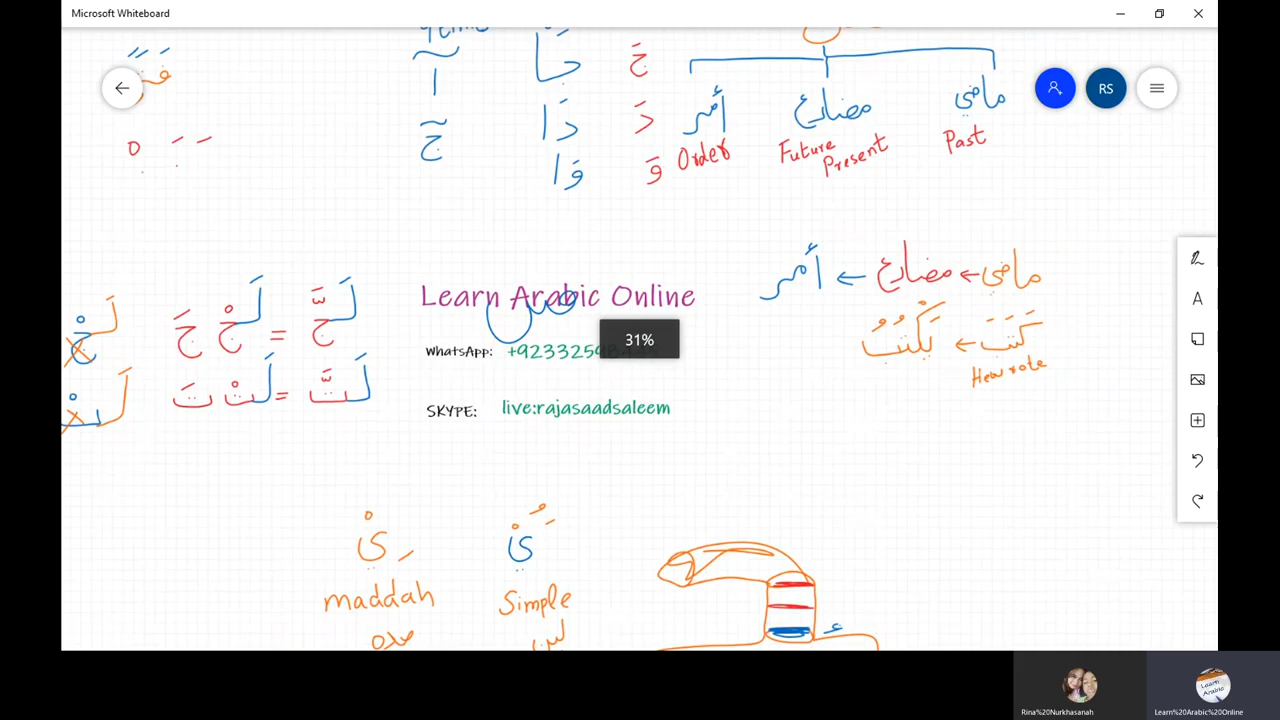 Microsoft Whiteboard
RS
جَ جَا آ
دَ دَا جٓ
وَ وَا
ماضي مضارع أمر
Past
Future
Present
Order
ماضي ← مضارع ← أمر
كَتَبَ ← يَكْتُبُ
He wrote
لَجَّ = لَجْ جَ
لَتَّ = لَتْ تَ
Learn Arabic Online
WhatsApp:
SKYPE: live:rajasaadsaleem
31%
ىْ ىْ
Simple
maddah
مدہ
Rina%20Nurkhasanah
Learn%20Arabic%20Online